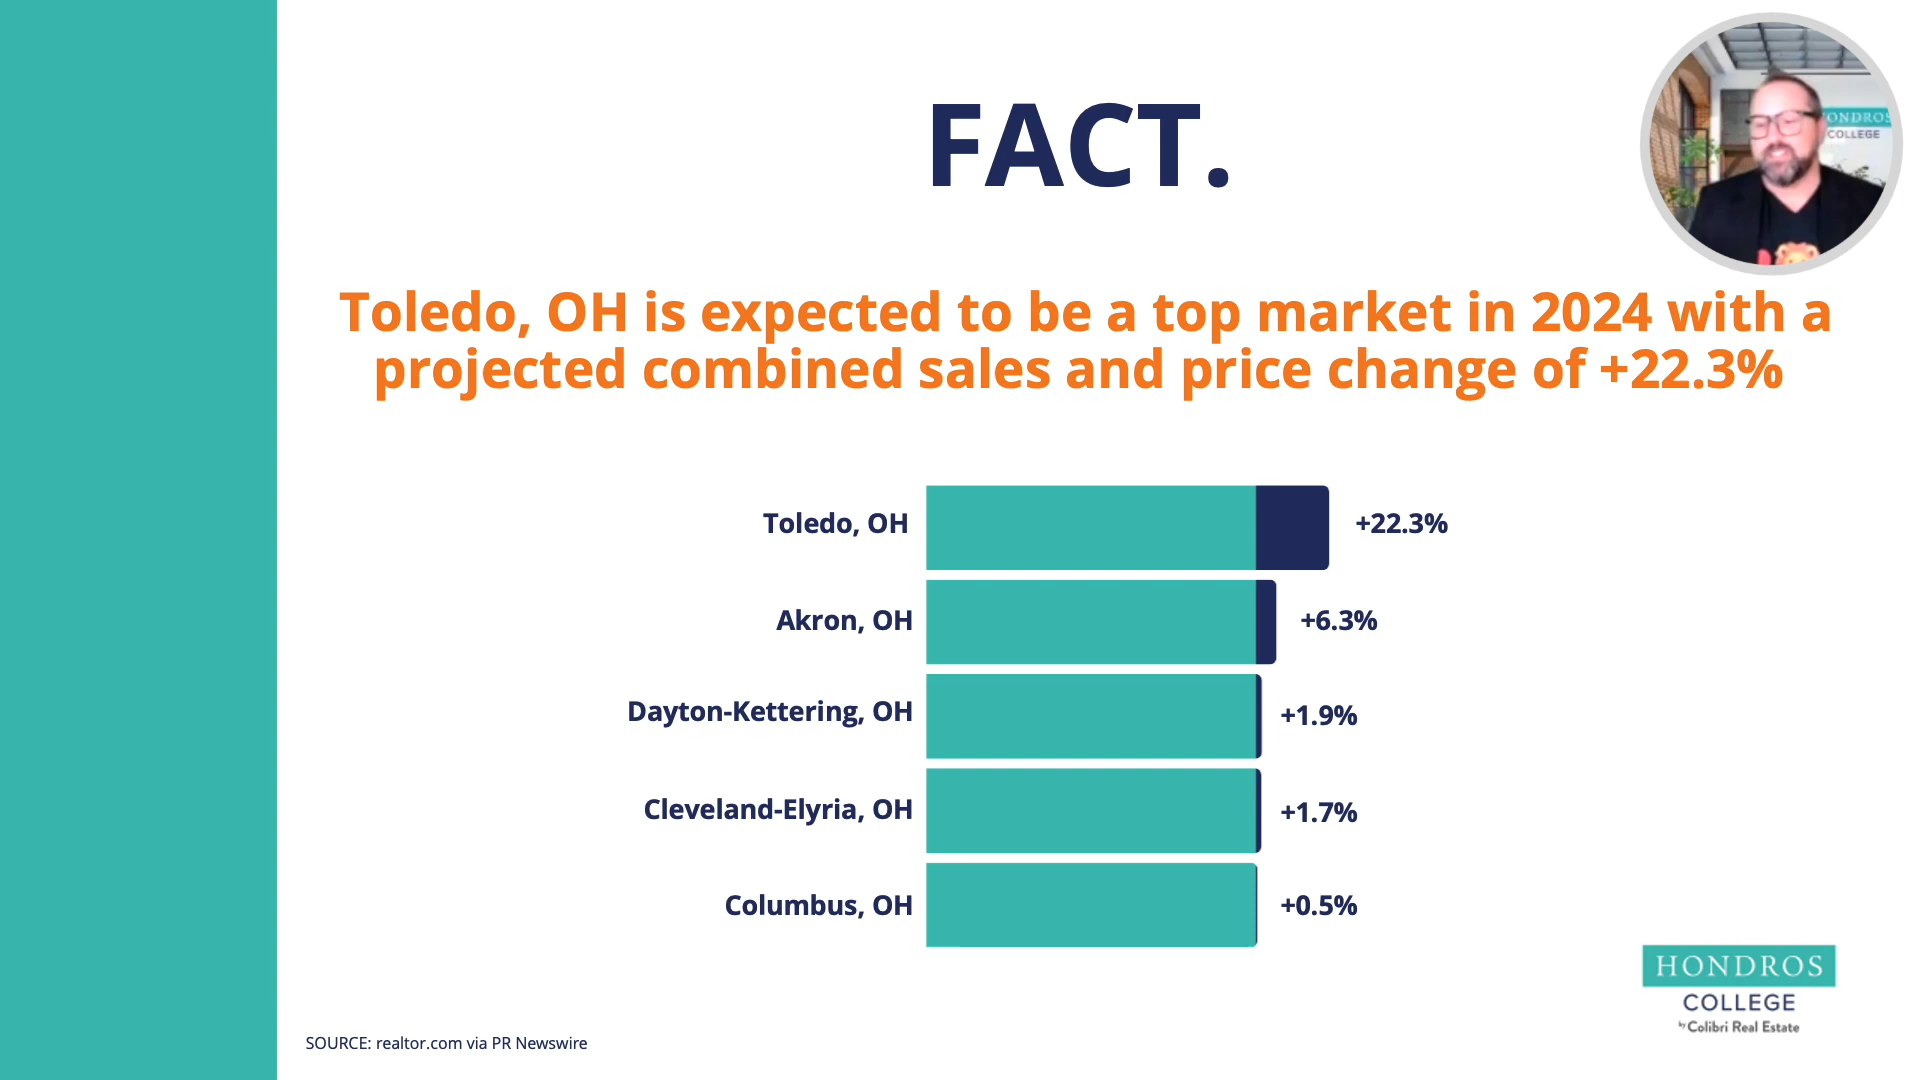 FACT.
HONDROS
COLLEGE
Toledo, OH is expected to be a top market in 2024 with a
projected combined sales and price change of +22.3%
Toledo, OH +22.3%
Akron, OH +6.3%
Dayton-Kettering, OH +1.9%
Cleveland-Elyria, OH +1.7%
Columbus, OH +0.5%
HONDROS
COLLEGE
by Colibri Real Estate
SOURCE: realtor.com via PR Newswire